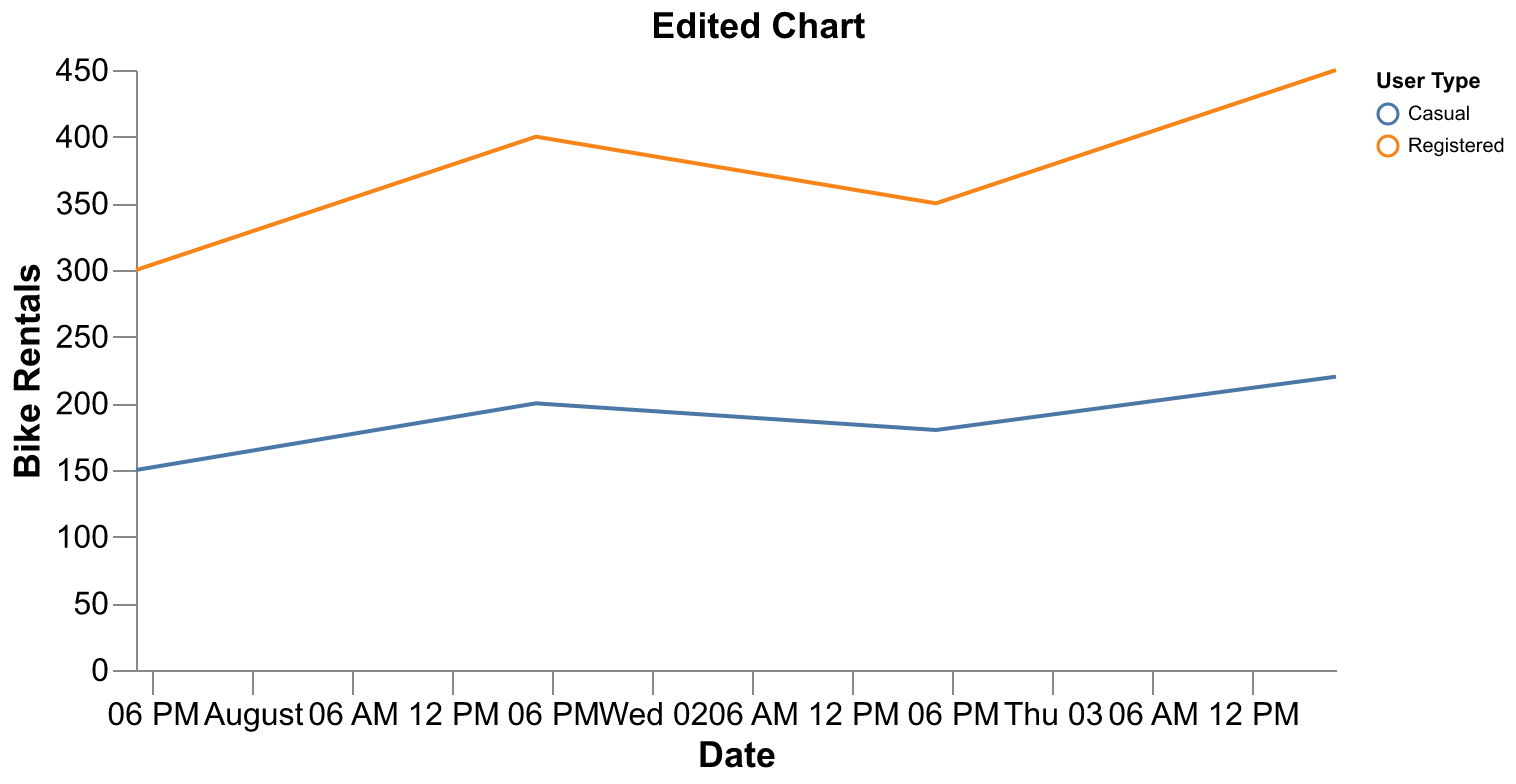 Edited Chart
User Type
Casual
Registered
Bike Rentals
450
400
350
300
250
200
150
100
50
0
06 PM August 06 AM 12 PM 06 PM Wed 02 06 AM 12 PM 06 PM Thu 03 06 AM 12 PM
Date